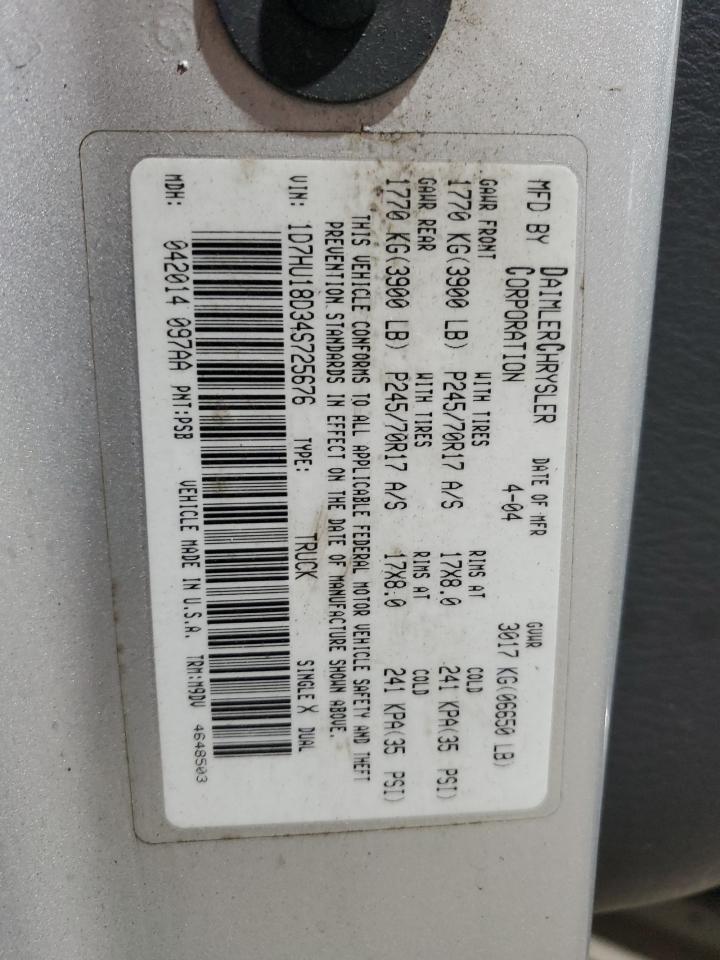 MFD BY DAIMLERCHRYSLER CORPORATION DATE OF MFR 4-04 GVWR 3017 KG(06650 LB)
GAWR FRONT WITH TIRES RIMS AT COLD
1770 KG(3900 LB) P245/70R17 A/S 17X8.0 241 KPA(35 PSI)
GAWR REAR WITH TIRES RIMS AT COLD
1770 KG(3900 LB) P245/70R17 A/S 17X8.0 241 KPA(35 PSI)
THIS VEHICLE CONFORMS TO ALL APPLICABLE FEDERAL MOTOR VEHICLE SAFETY AND THEFT
PREVENTION STANDARDS IN EFFECT ON THE DATE OF MANUFACTURE SHOWN ABOVE.
VIN: 1D7HU18D34S725676 TYPE: TRUCK SINGLE X DUAL
MDH: 042014 097AA PNT:PSB VEHICLE MADE IN U.S.A. TRM:M9DV 4648503